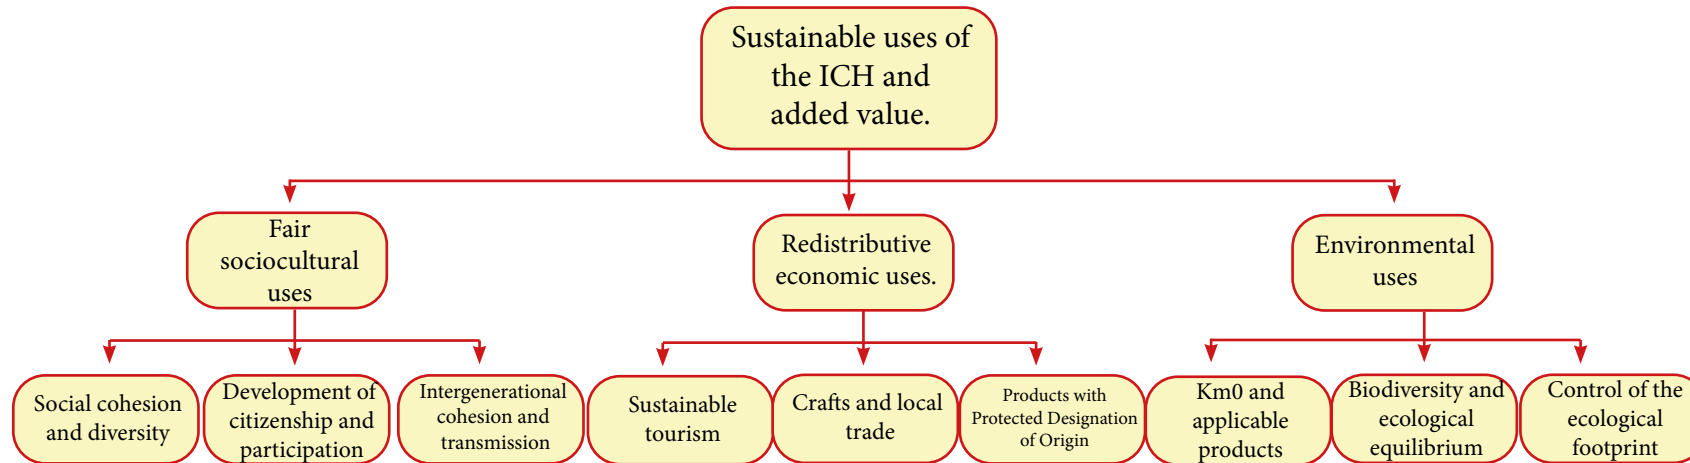 Sustainable uses of
the ICH and
added value.
Fair
sociocultural
uses
Redistributive
economic uses.
Environmental
uses
Social cohesion
and diversity
Development of
citizenship and
participation
Intergenerational
cohesion and
transmission
Sustainable
tourism
Crafts and local
trade
Products with
Protected Designation
of Origin
Km0 and
applicable
products
Biodiversity and
ecological
equilibrium
Control of the
ecological
footprint